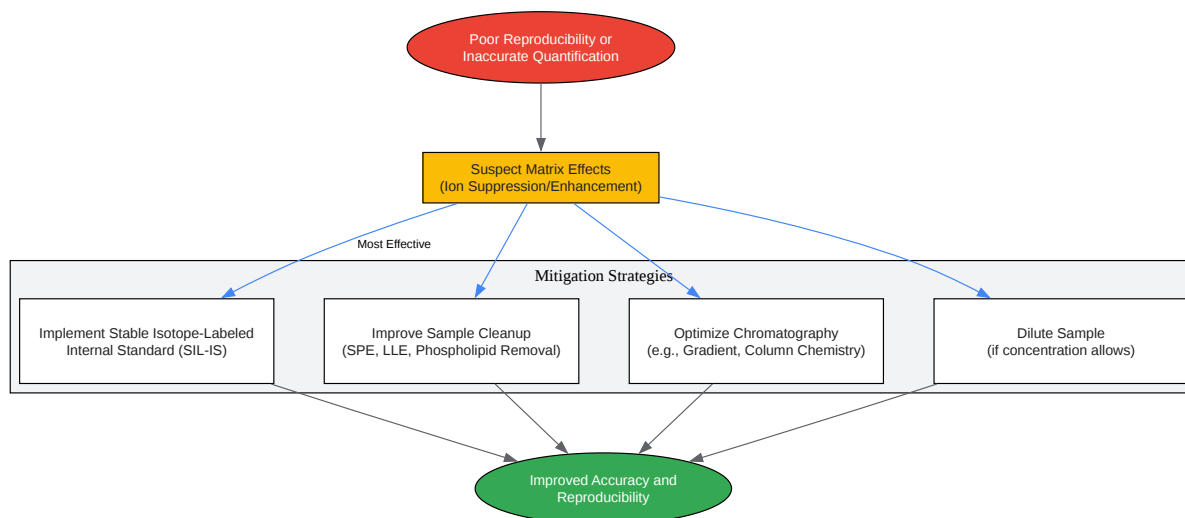 Poor Reproducibility or
Inaccurate Quantification
Suspect Matrix Effects
(Ion Suppression/Enhancement)
Most Effective
Mitigation Strategies
Implement Stable Isotope-Labeled
Internal Standard (SIL-IS)
Improve Sample Cleanup
(SPE, LLE, Phospholipid Removal)
Optimize Chromatography
(e.g., Gradient, Column Chemistry)
Dilute Sample
(if concentration allows)
Improved Accuracy and
Reproducibility